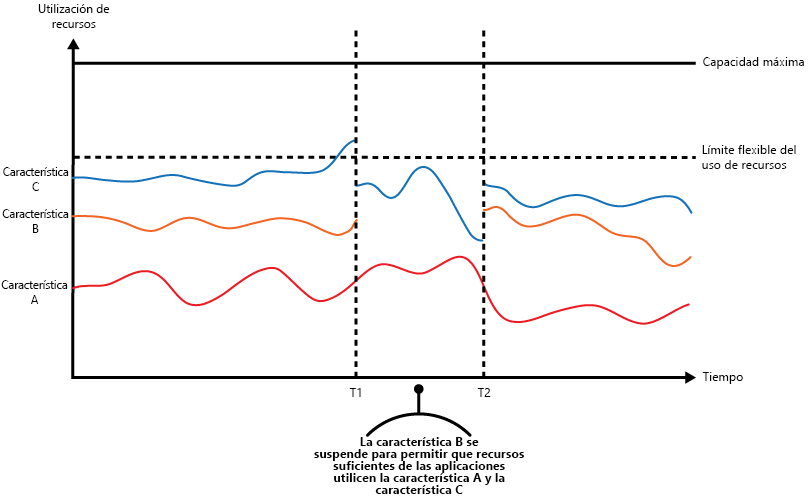 Utilización de
recursos
Capacidad máxima
Límite flexible del
uso de recursos
Característica
C
Característica
B
Característica
A
Tiempo
T1
T2
La característica B se
suspende para permitir que recursos
suficientes de las aplicaciones
utilicen la característica A y la
característica C